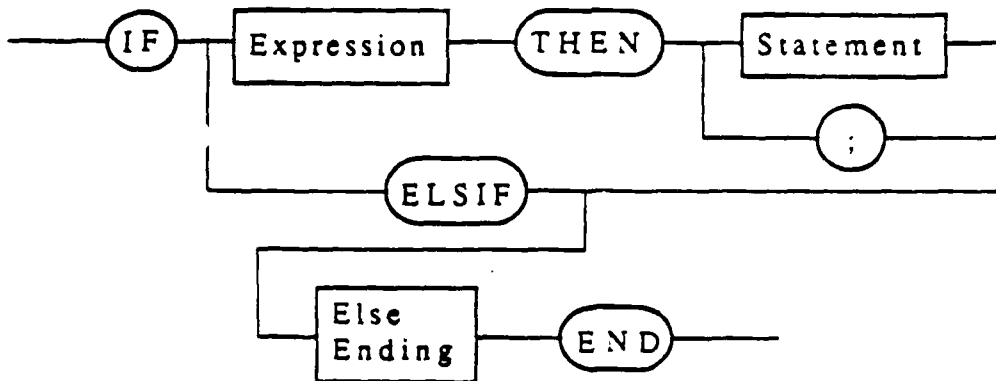 IF Expression THEN Statement
;
ELSIF
Else
Ending END